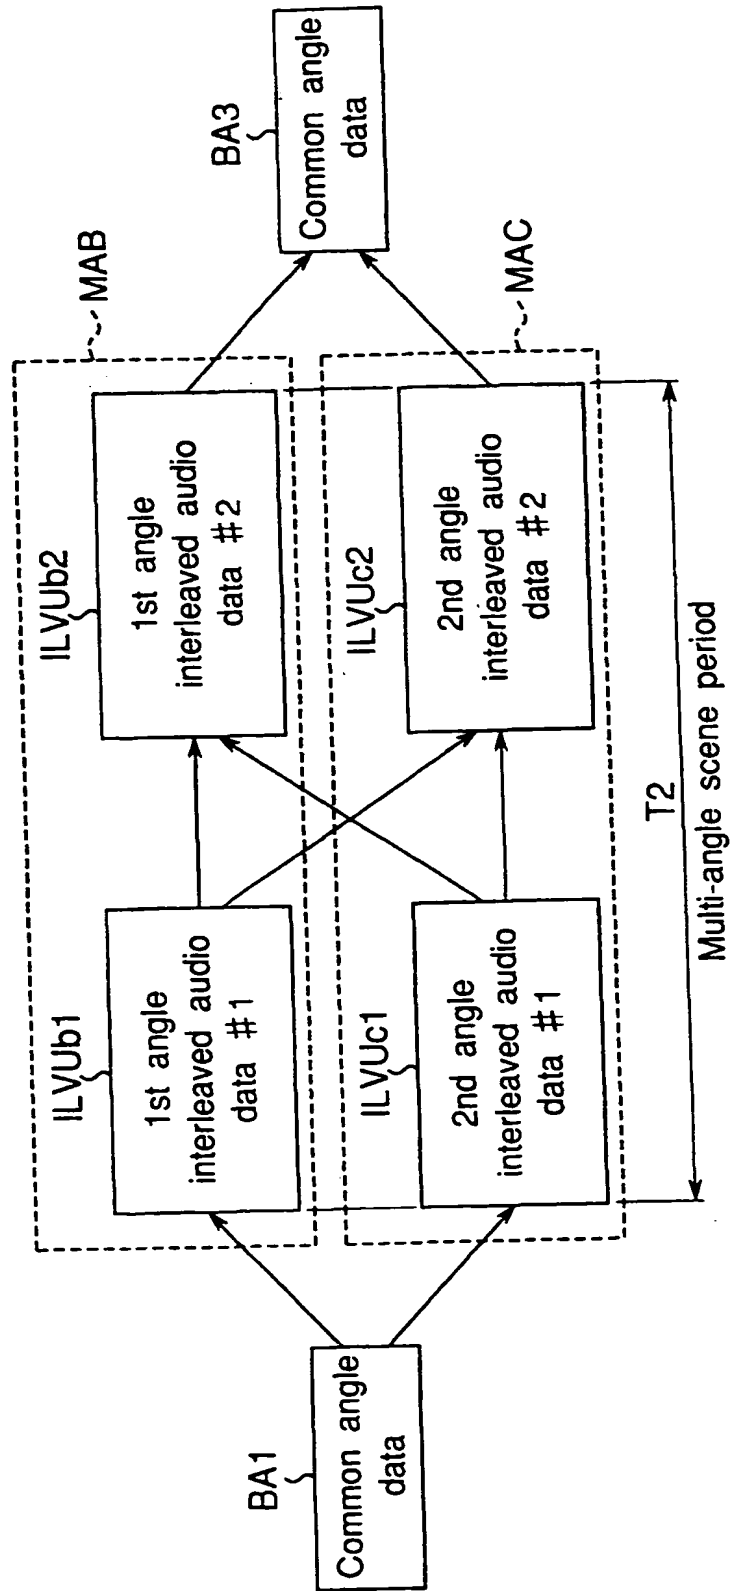 BA1
Common angle
data
MAB
ILVUb1
1st angle
interleaved audio
data #1
ILVUb2
1st angle
interleaved audio
data #2
MAC
ILVUc1
2nd angle
interleaved audio
data #1
ILVUc2
2nd angle
interleaved audio
data #2
BA3
Common angle
data
T2
Multi-angle scene period